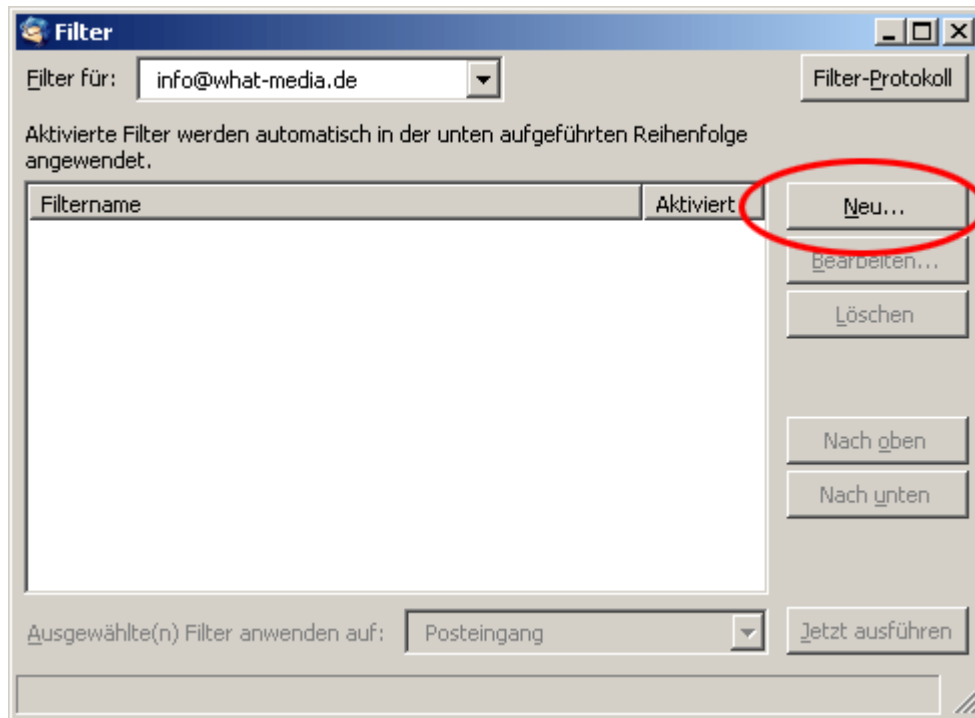 Filter
Filter für: info@what-media.de Filter-Protokoll
Aktivierte Filter werden automatisch in der unten aufgeführten Reihenfolge
angewendet.
Filtername Aktiviert Neu...
Bearbeiten...
Löschen
Nach oben
Nach unten
Ausgewählte(n) Filter anwenden auf: Posteingang Jetzt ausführen